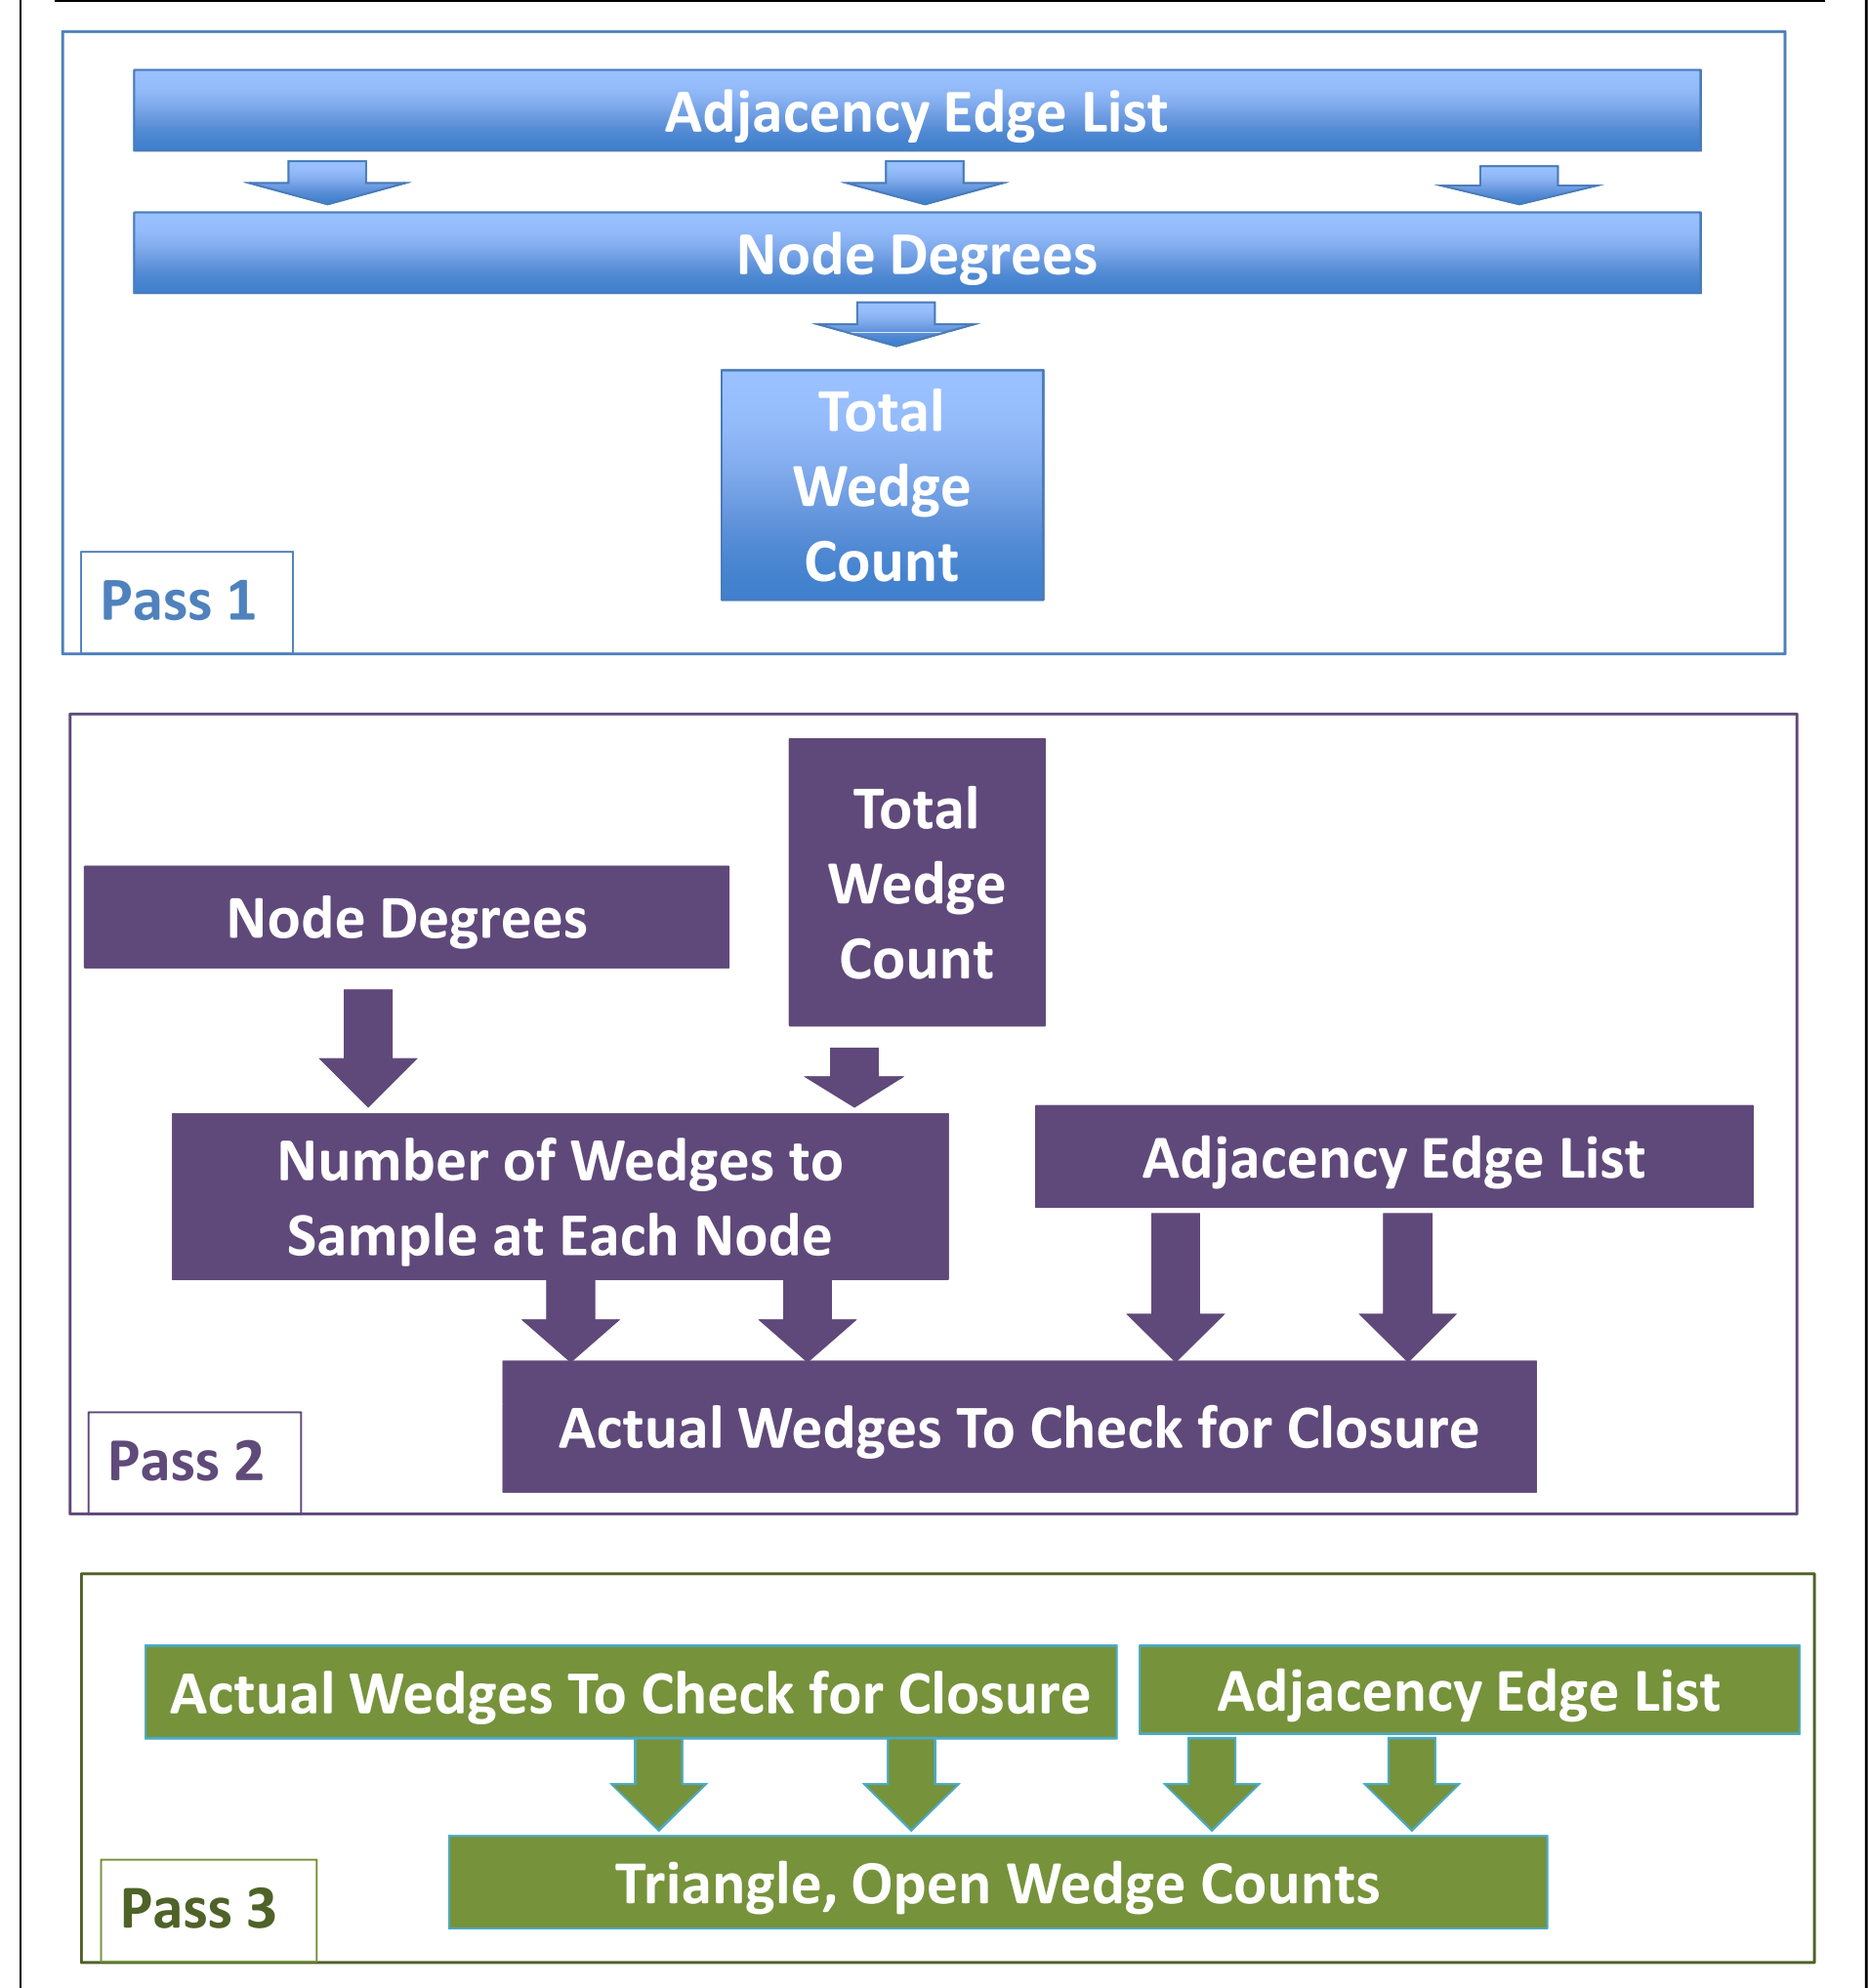 Adjacency Edge List
Node Degrees
Total
Wedge
Count
Pass 1
Total
Wedge
Count
Node Degrees
Number of Wedges to
Sample at Each Node
Adjacency Edge List
Actual Wedges To Check for Closure
Pass 2
Actual Wedges To Check for Closure
Adjacency Edge List
Triangle, Open Wedge Counts
Pass 3